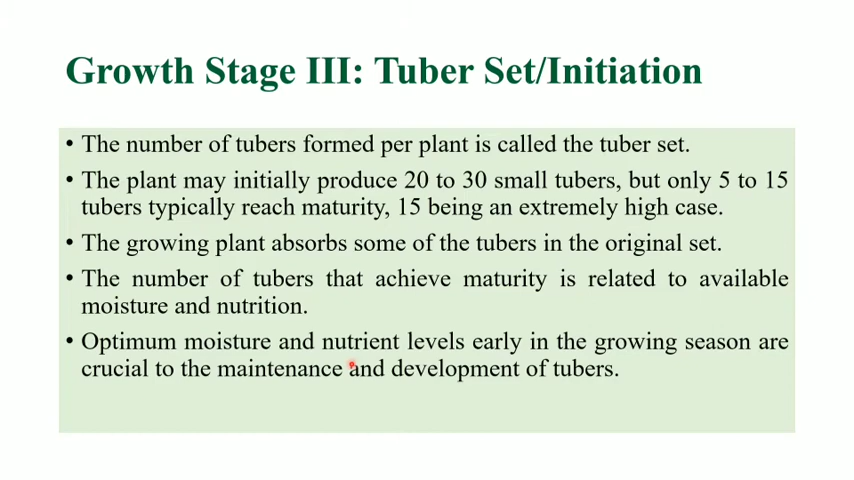 Growth Stage III: Tuber Set/Initiation
• The number of tubers formed per plant is called the tuber set.
• The plant may initially produce 20 to 30 small tubers, but only 5 to 15
tubers typically reach maturity, 15 being an extremely high case.
• The growing plant absorbs some of the tubers in the original set.
• The number of tubers that achieve maturity is related to available
moisture and nutrition.
• Optimum moisture and nutrient levels early in the growing season are
crucial to the maintenance and development of tubers.